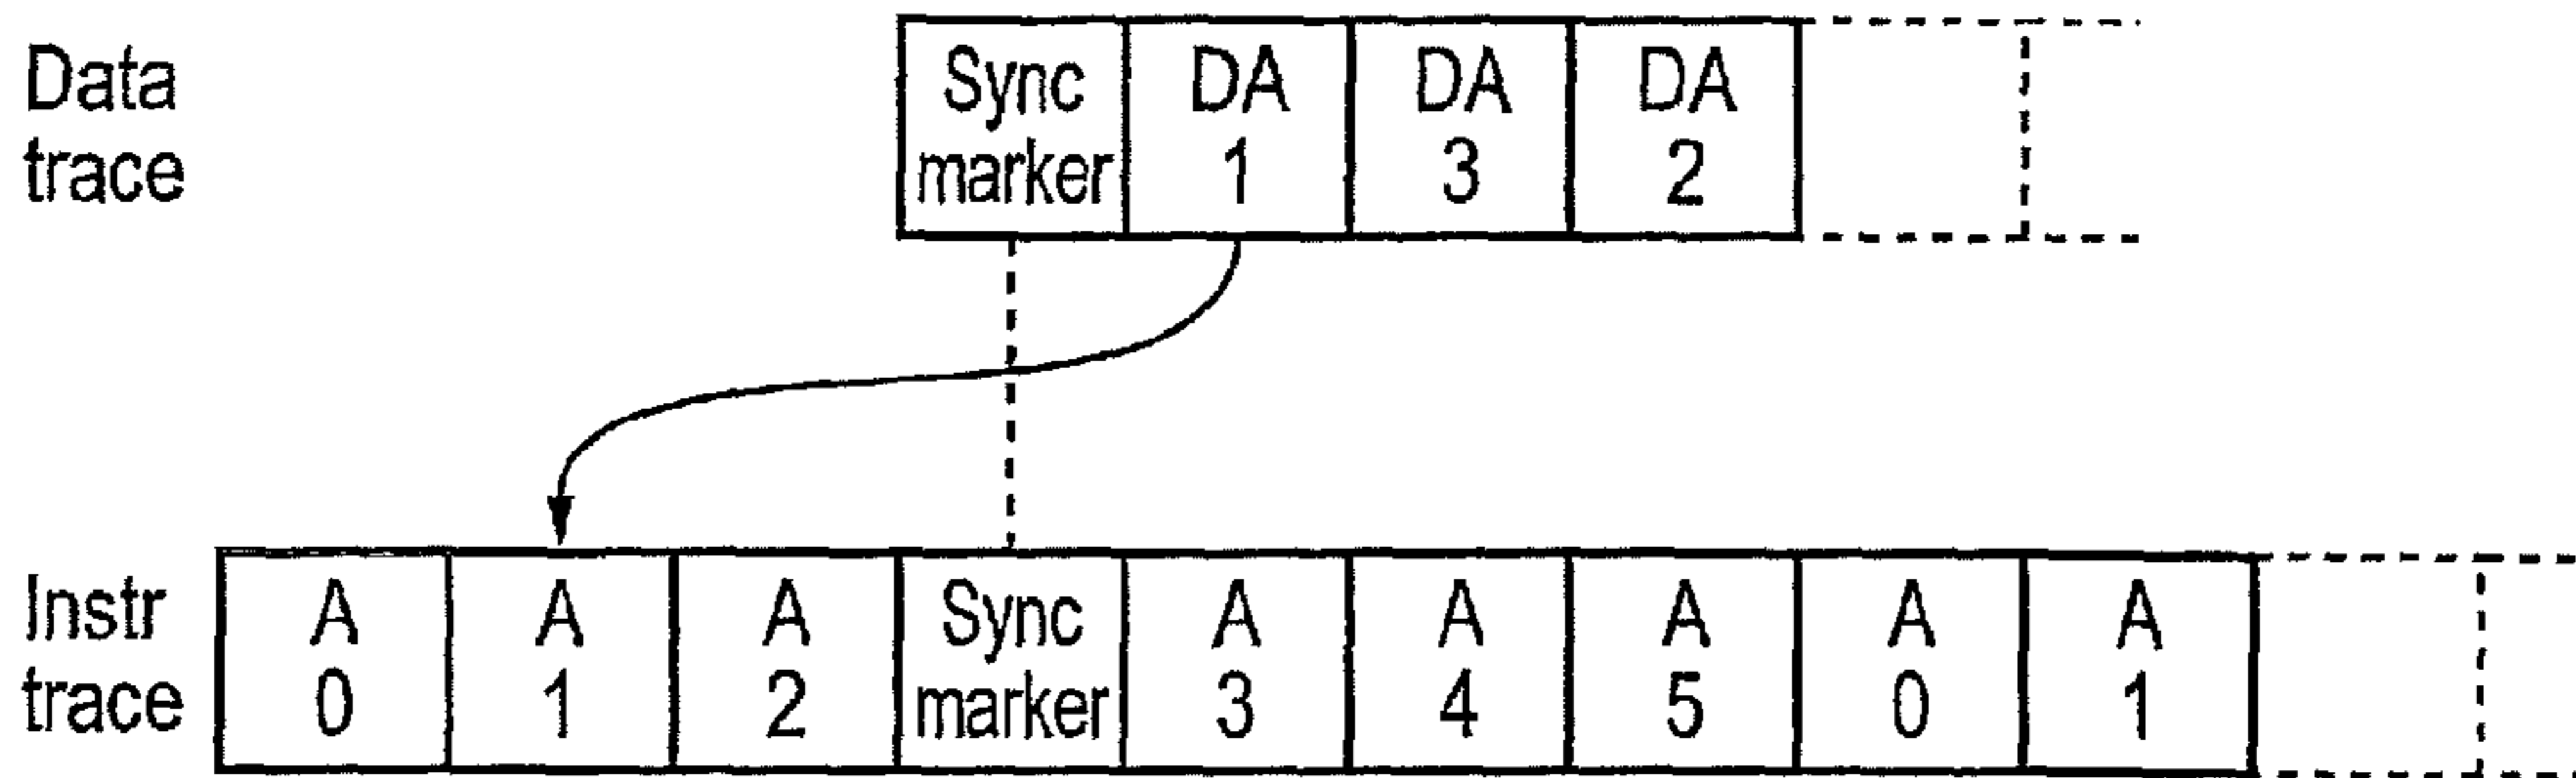 Data trace
Sync marker
DA 1
DA 3
DA 2
Instr trace
A 0
A 1
A 2
Sync marker
A 3
A 4
A 5
A 0
A 1